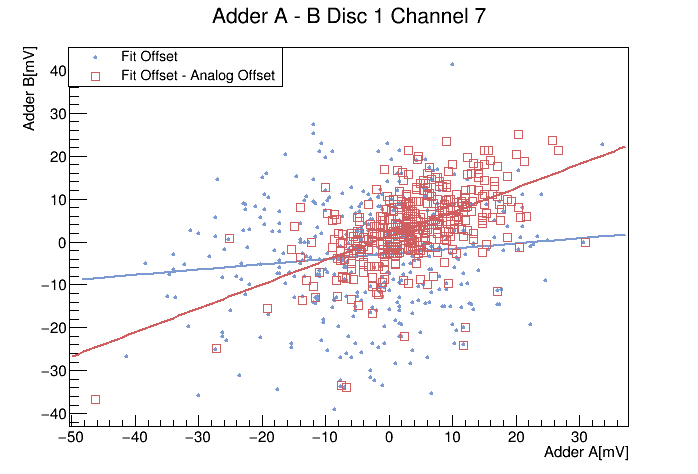 Adder A - B Disc 1 Channel 7
Adder B[mV]
Fit Offset
Fit Offset - Analog Offset
40
30
20
10
0
−10
−20
−30
−40
−50 −40 −30 −20 −10 0 10 20 30
Adder A[mV]